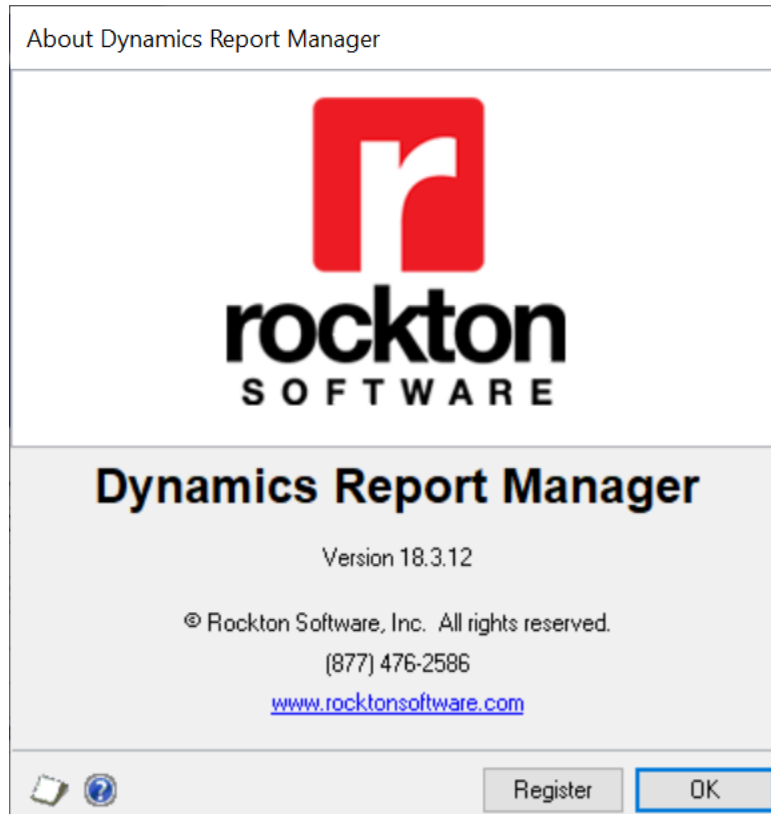 About Dynamics Report Manager
r
rockton
SOFTWARE
Dynamics Report Manager
Version 18.3.12
© Rockton Software, Inc.  All rights reserved.
(877) 476-2586
www.rocktonsoftware.com
?
Register
OK